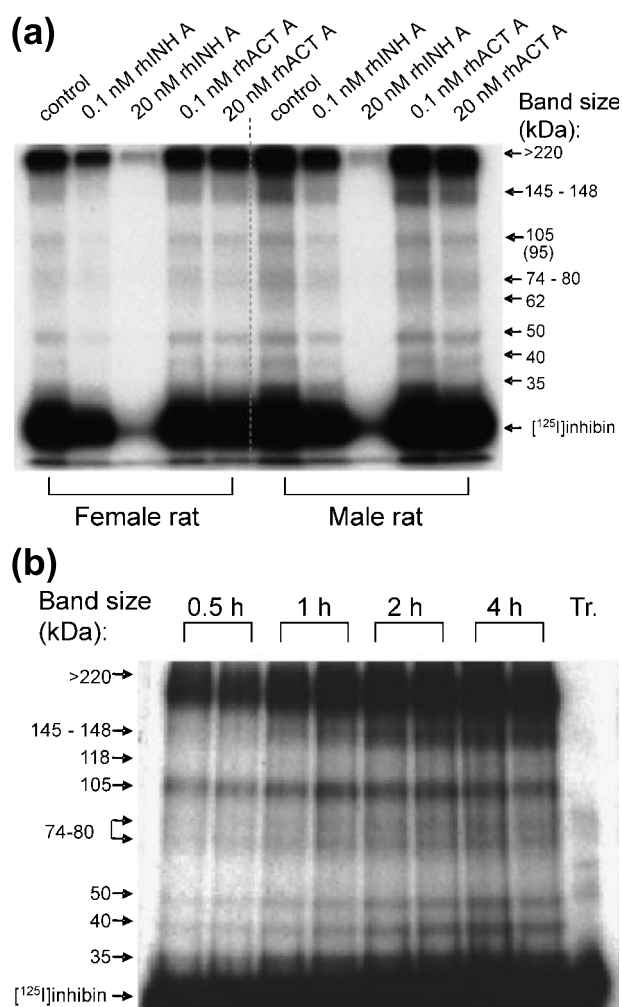 (a)
control
0.1 nM rhINH A
20 nM rhINH A
0.1 nM rhACT A
20 nM rhACT A
control
0.1 nM rhINH A
20 nM rhINH A
0.1 nM rhACT A
20 nM rhACT A
Band size
(kDa):
>220
145 - 148
105
(95)
74 - 80
62
50
40
35
[¹²⁵I]inhibin
Female rat
Male rat
(b)
Band size
(kDa):
0.5 h
1 h
2 h
4 h
Tr.
>220
145 - 148
118
105
74-80
50
40
35
[¹²⁵I]inhibin